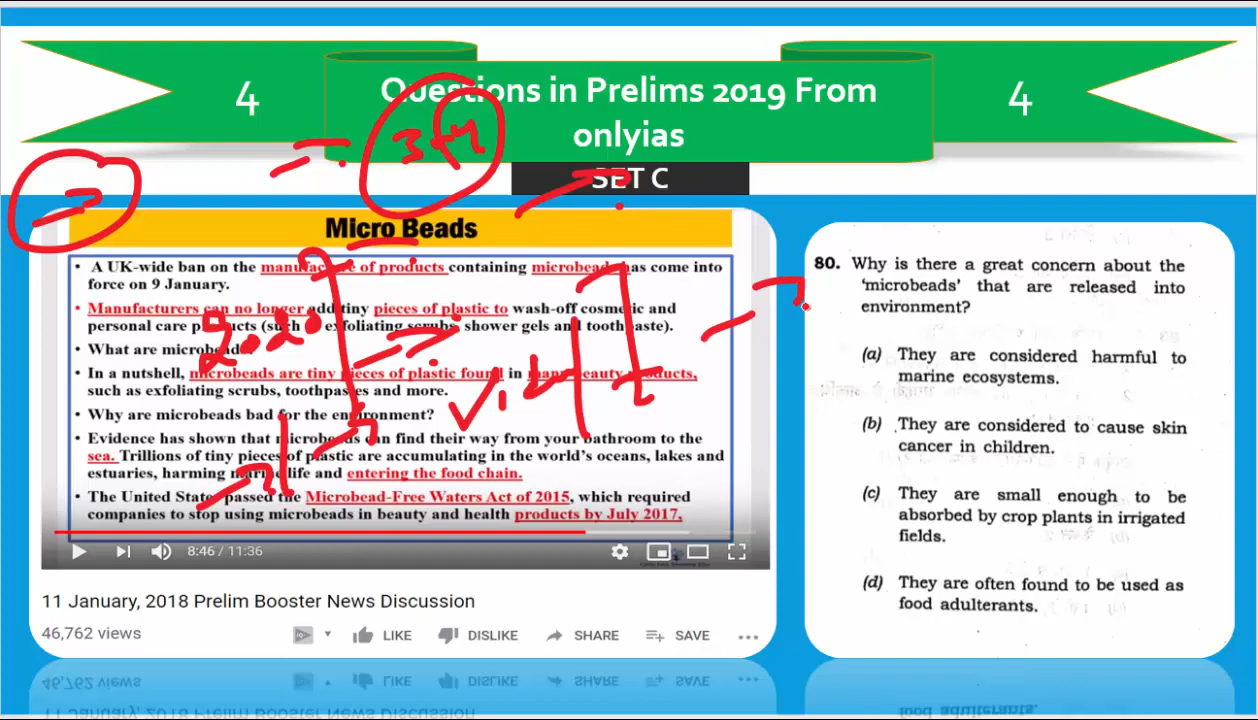 4
Questions in Prelims 2019 From
onlyias
4
SET C
3 + 4
Micro Beads
• A UK-wide ban on the manufacture of products containing microbeads has come into
force on 9 January.
• Manufacturers can no longer add tiny pieces of plastic to wash-off cosmetic and
personal care products (such exfoliating scrubs, shower gels and toothpaste).
• What are microbeads
2020
• In a nutshell, microbeads are tiny pieces of plastic found in many beauty products,
such as exfoliating scrubs, toothpastes and more.
• Why are microbeads bad for the environment?
• Evidence has shown that microbeads can find their way from your bathroom to the
sea. Trillions of tiny pieces of plastic are accumulating in the world's oceans, lakes and
estuaries, harming marine life and entering the food chain.
• The United States passed the Microbead-Free Waters Act of 2015, which required
companies to stop using microbeads in beauty and health products by July 2017,
8:46 / 11:36
11 January, 2018 Prelim Booster News Discussion
46,762 views
LIKE
DISLIKE
SHARE
SAVE
80. Why is there a great concern about the
'microbeads' that are released into
environment?
(a) They are considered harmful to
marine ecosystems.
(b) They are considered to cause skin
cancer in children.
(c) They are small enough to be
absorbed by crop plants in irrigated
fields.
(d) They are often found to be used as
food adulterants.